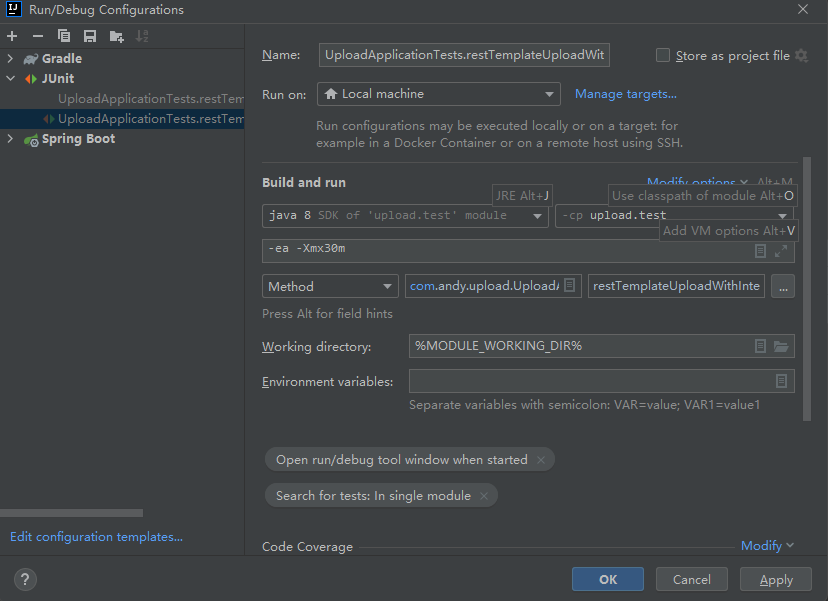 Run/Debug Configurations
Gradle
JUnit
UploadApplicationTests.restTem
UploadApplicationTests.restTem
Spring Boot
Edit configuration templates...
Name:
UploadApplicationTests.restTemplateUploadWit
Store as project file
Run on:
Local machine
Manage targets...
Run configurations may be executed locally or on a target: for
example in a Docker Container or on a remote host using SSH.
Build and run
Modify options
Alt+M
JRE Alt+J
Use classpath of module Alt+O
java 8 SDK of 'upload.test' module
-cp upload.test
Add VM options Alt+V
-ea -Xmx30m
Method
com.andy.upload.UploadA
restTemplateUploadWithInte
...
Press Alt for field hints
Working directory:
%MODULE_WORKING_DIR%
Environment variables:
Separate variables with semicolon: VAR=value; VAR1=value1
Open run/debug tool window when started
Search for tests: In single module
Code Coverage
Modify
?
OK
Cancel
Apply